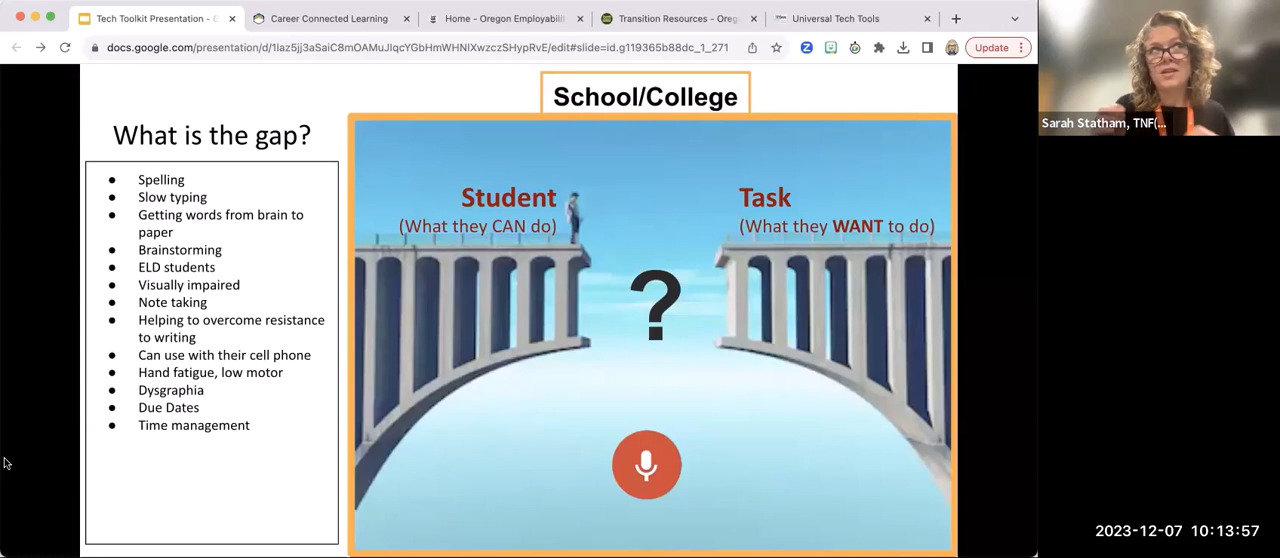 Tech Toolkit Presentation - G
Career Connected Learning
Home - Oregon Employabilit
Transition Resources - Oreg
Universal Tech Tools
docs.google.com/presentation/d/1laz5jj3aSaiC8mOAMuJlqcYGbHmWHNlXwzczSHypRvE/edit#slide=id.g119365b88dc_1_271
Update
School/College
What is the gap?
● Spelling
● Slow typing
● Getting words from brain to
paper
● Brainstorming
● ELD students
● Visually impaired
● Note taking
● Helping to overcome resistance
to writing
● Can use with their cell phone
● Hand fatigue, low motor
● Dysgraphia
● Due Dates
● Time management
Student
(What they CAN do)
Task
(What they WANT to do)
?
Sarah Statham, TNF(...
2023-12-07 10:13:57